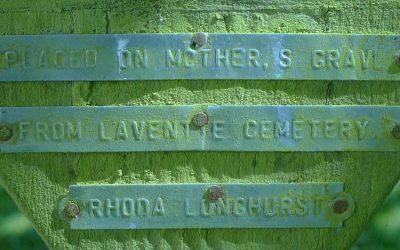 PLACED ON MOTHER,S GRAVE
FROM LAVENTIE CEMETERY
RHODA LONGHURST